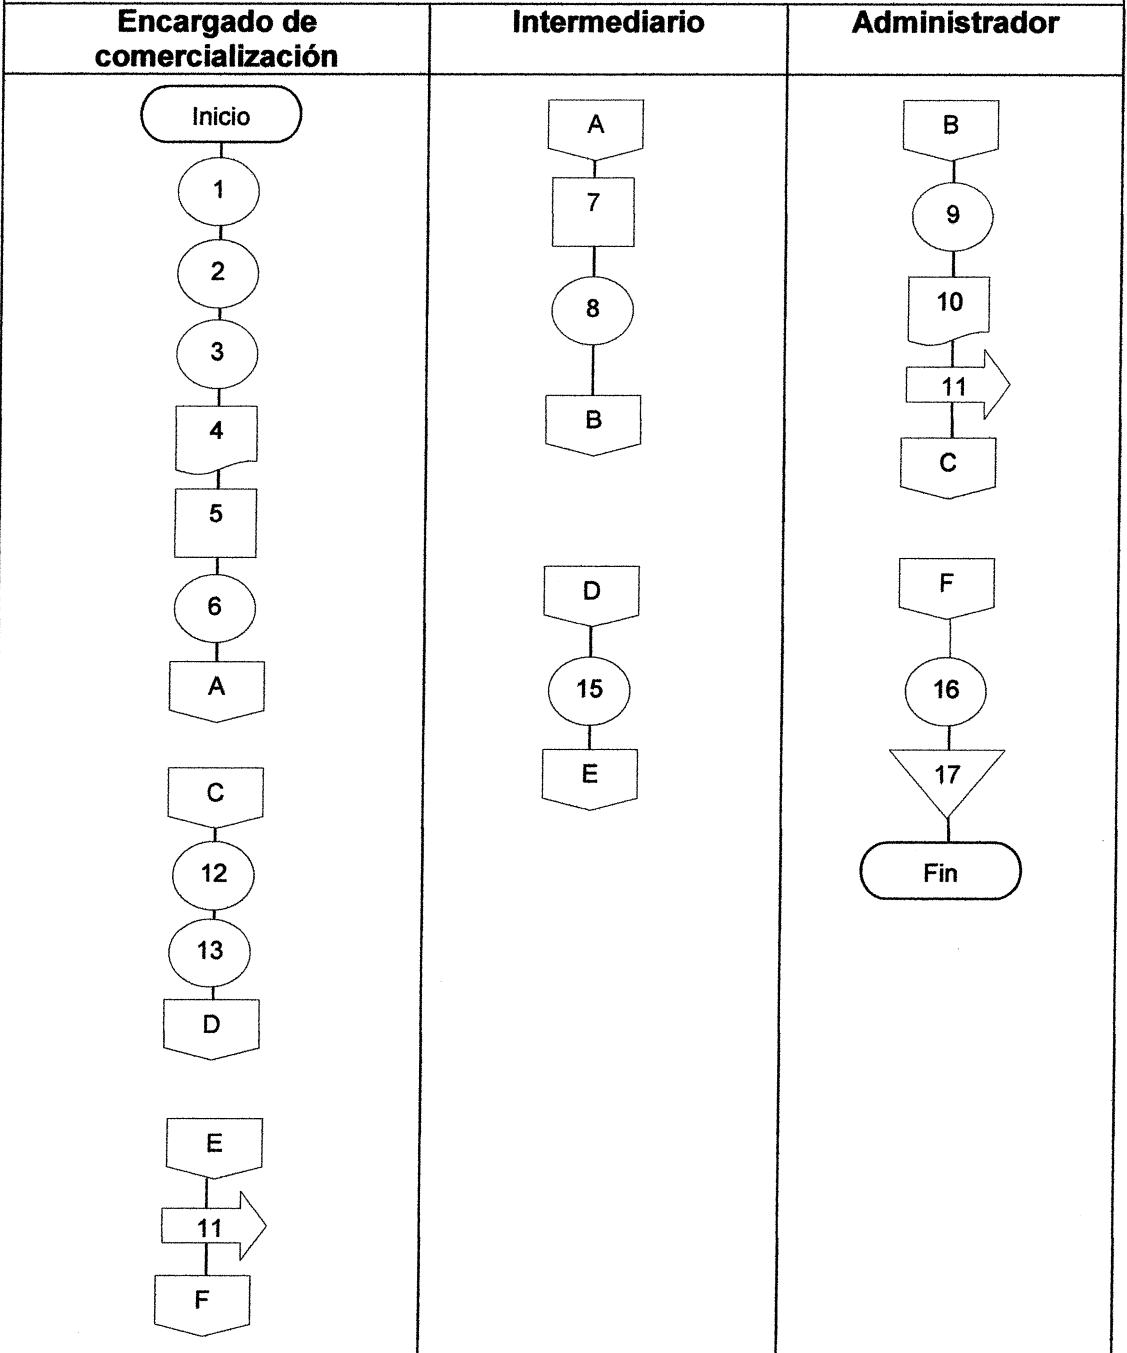 Encargado de
comercialización
Intermediario
Administrador
Inicio
1
2
3
4
5
6
A
C
12
13
D
E
11
F
A
7
8
B
D
15
E
B
9
10
11
C
F
16
17
Fin